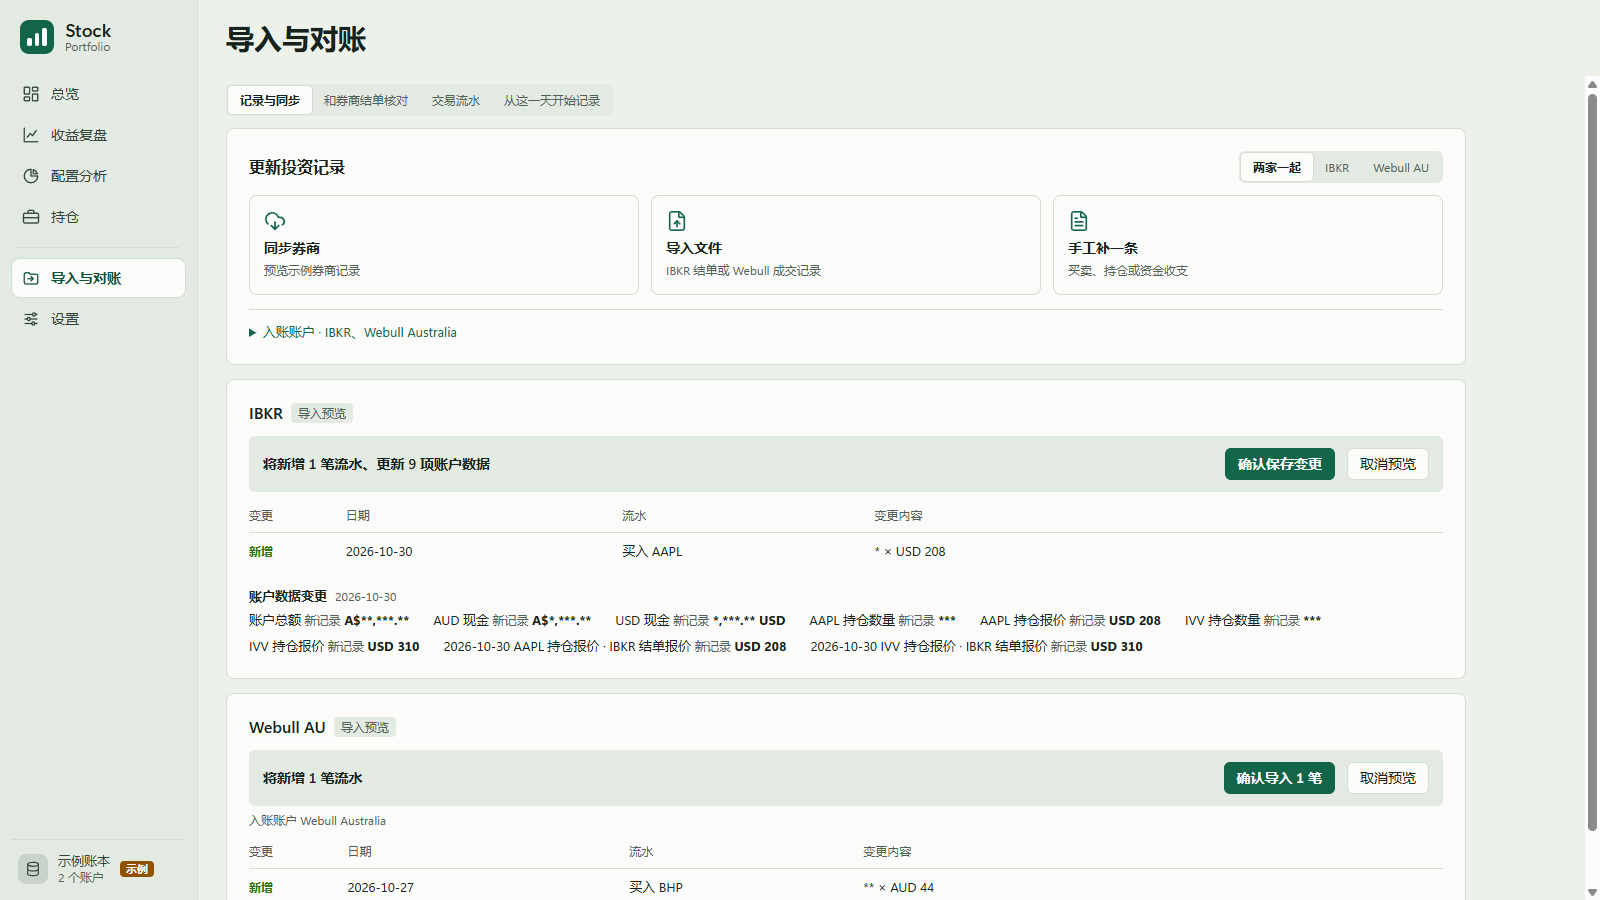 Stock
Portfolio
总览
收益复盘
配置分析
持仓
导入与对账
设置
示例账本
2 个账户
示例
导入与对账
记录与同步 和券商结单核对 交易流水 从这一天开始记录
更新投资记录
两家一起 IBKR Webull AU
同步券商
预览示例券商记录
导入文件
IBKR 结单或 Webull 成交记录
手工补一条
买卖、持仓或资金收支
入账账户 · IBKR、Webull Australia
IBKR 导入预览
将新增 1 笔流水、更新 9 项账户数据
确认保存变更 取消预览
变更 日期 流水 变更内容
新增 2026-10-30 买入 AAPL * × USD 208
账户数据变更 2026-10-30
账户总额 新记录 A$**,***.** AUD 现金 新记录 A$*,***.** USD 现金 新记录 *,***.** USD AAPL 持仓数量 新记录 *** AAPL 持仓报价 新记录 USD 208 IVV 持仓数量 新记录 ***
IVV 持仓报价 新记录 USD 310 2026-10-30 AAPL 持仓报价 · IBKR 结单报价 新记录 USD 208 2026-10-30 IVV 持仓报价 · IBKR 结单报价 新记录 USD 310
Webull AU 导入预览
将新增 1 笔流水
确认导入 1 笔 取消预览
入账账户 Webull Australia
变更 日期 流水 变更内容
新增 2026-10-27 买入 BHP ** × AUD 44